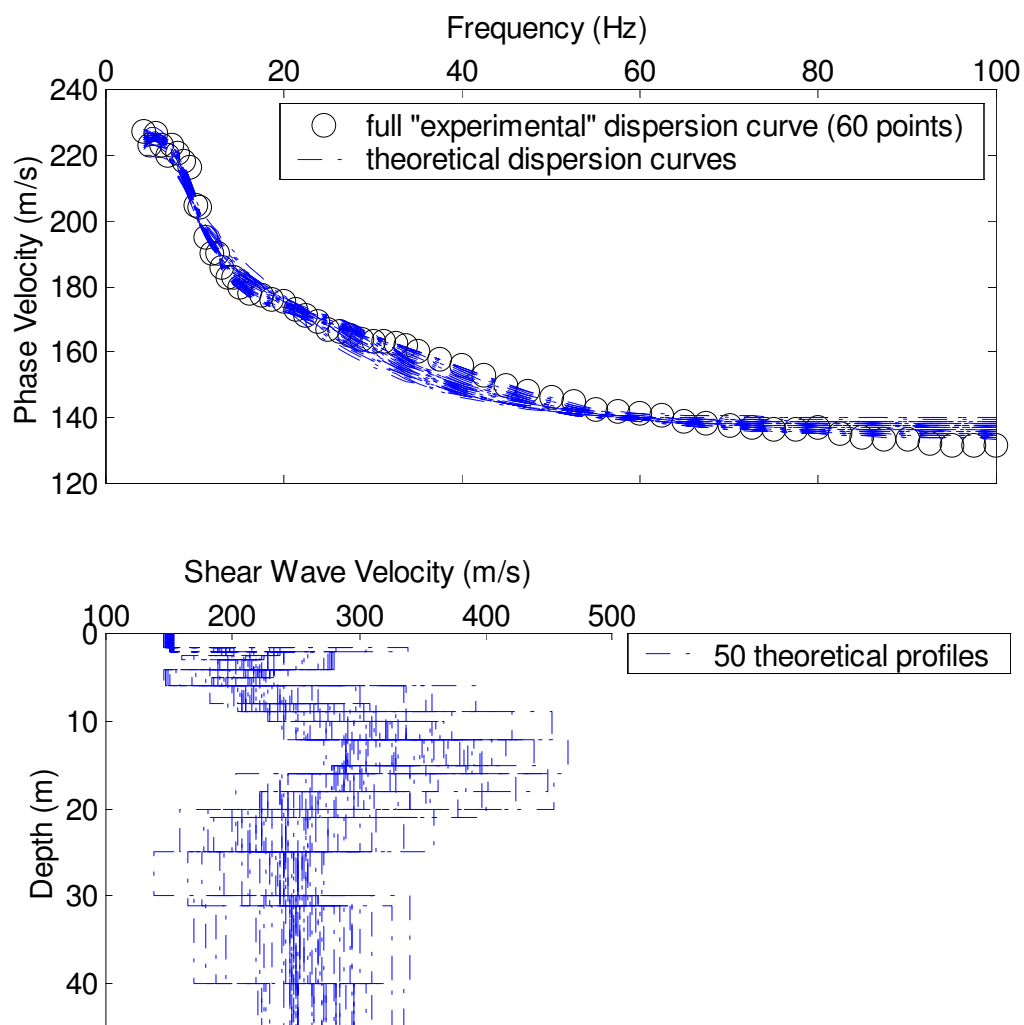 Frequency (Hz)
0 20 40 60 80 100
240
220
200
180
160
140
120
Phase Velocity (m/s)
full "experimental" dispersion curve (60 points)
theoretical dispersion curves
Shear Wave Velocity (m/s)
100 200 300 400 500
0
10
20
30
40
Depth (m)
50 theoretical profiles